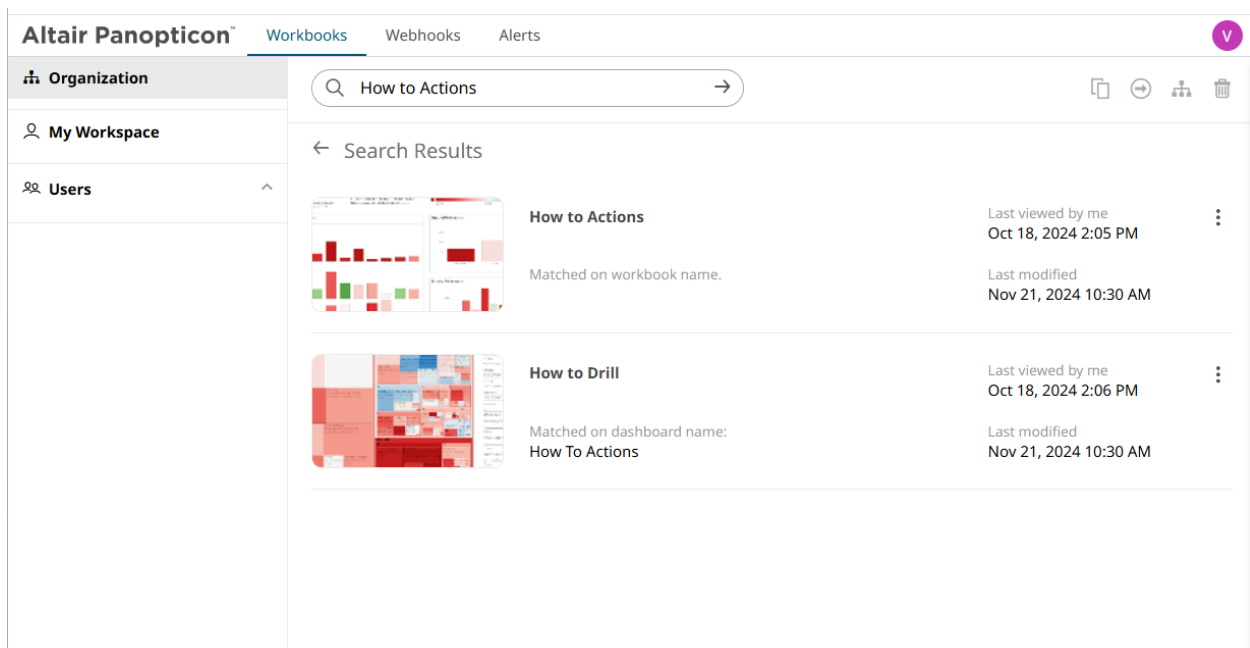 Altair Panopticon™
Workbooks
Webhooks
Alerts
V
Organization
My Workspace
Users
How to Actions
Search Results
How to Actions
Matched on workbook name.
Last viewed by me
Oct 18, 2024 2:05 PM
Last modified
Nov 21, 2024 10:30 AM
How to Drill
Matched on dashboard name:
How To Actions
Last viewed by me
Oct 18, 2024 2:06 PM
Last modified
Nov 21, 2024 10:30 AM